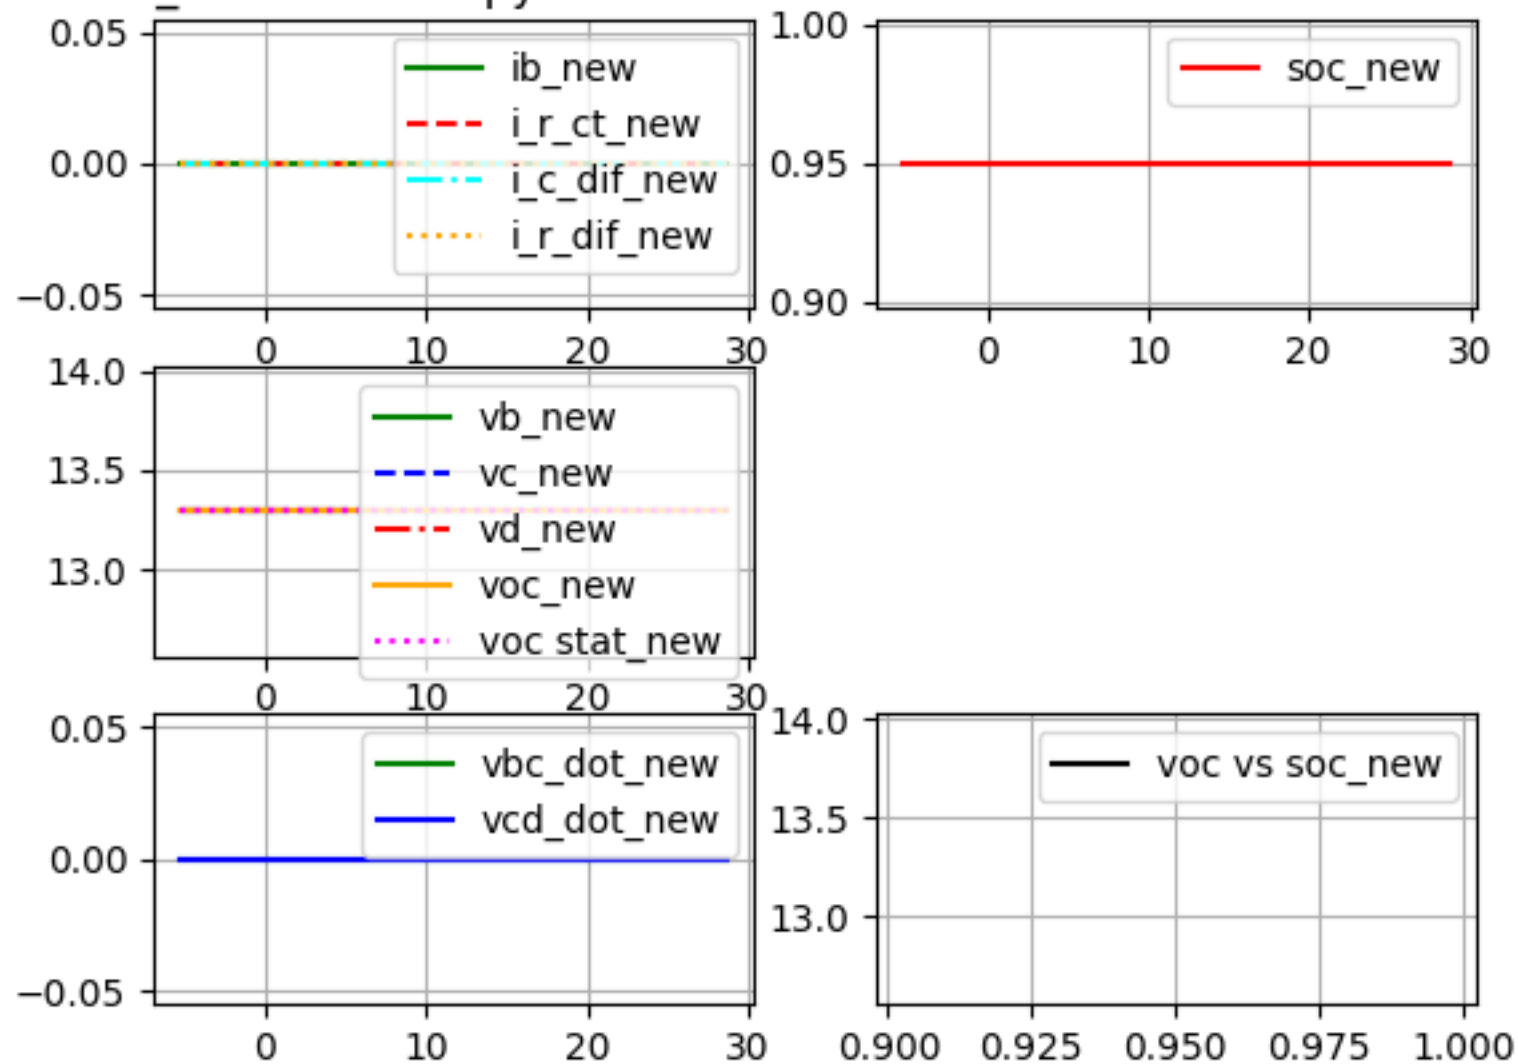 0.05
0.00
−0.05
ib_new
i_r_ct_new
i_c_dif_new
i_r_dif_new
0 10 20 30
1.00
0.95
0.90
soc_new
0 10 20 30
14.0
13.5
13.0
vb_new
vc_new
vd_new
voc_new
voc stat_new
0 10 20 30
0.05
0.00
−0.05
vbc_dot_new
vcd_dot_new
0 10 20 30
14.0
13.5
13.0
voc vs soc_new
0.900 0.925 0.950 0.975 1.000